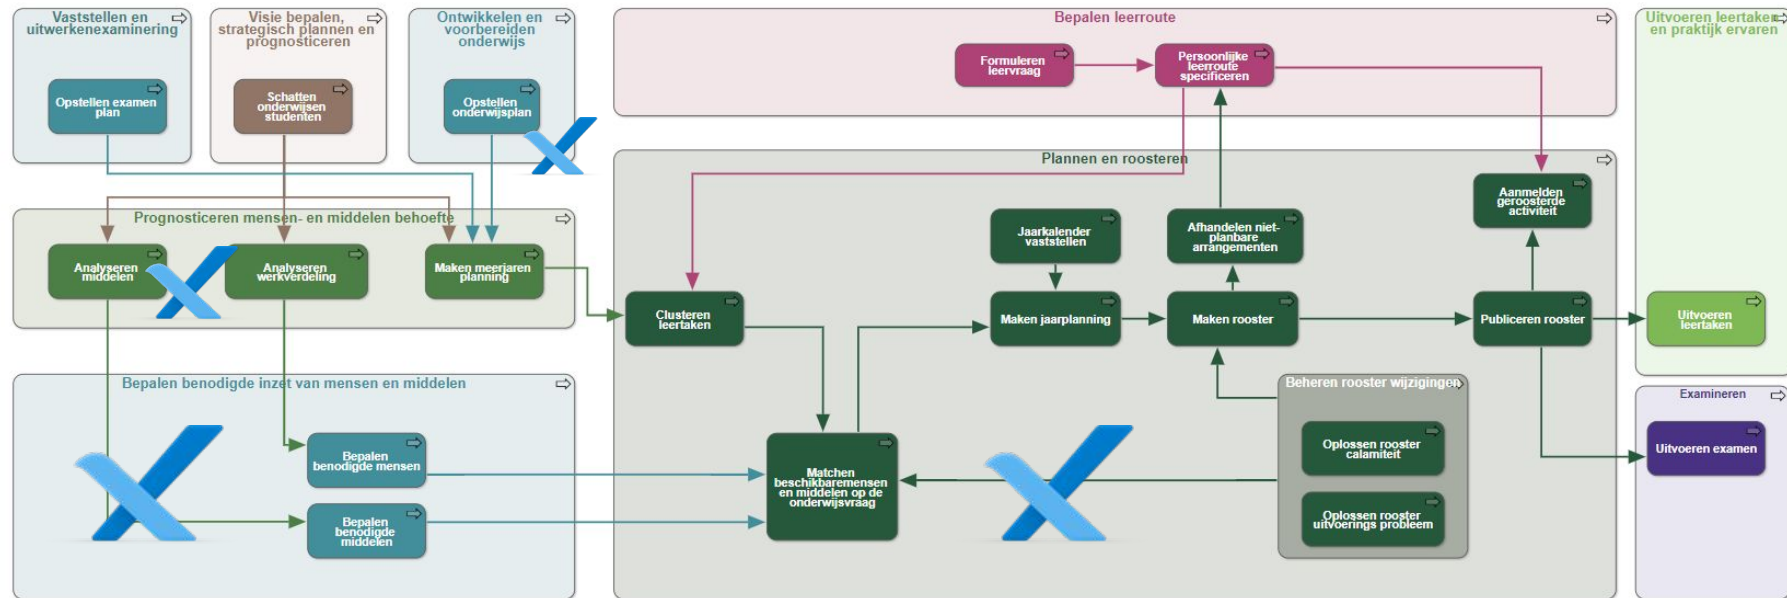 Vaststellen en
uitwerkenexaminering
Opstellen examen
plan
Visie bepalen,
strategisch plannen en
prognosticeren
Schatten
onderwijsen
studenten
Ontwikkelen en
voorbereiden
onderwijs
Opstellen
onderwijsplan
Bepalen leerroute
Formuleren
leervraag
Persoonlijke
leerroute
specificeren
Uitvoeren leertaken
en praktijk ervaren
Uitvoeren
leertaken
Prognosticeren mensen- en middelen behoefte
Analyseren
middelen
Analyseren
werkverdeling
Maken meerjaren
planning
Plannen en roosteren
Clusteren
leertaken
Jaarkalender
vaststellen
Afhandelen niet-
planbare
arrangementen
Aanmelden
geroosterde
activiteit
Maken jaarplanning
Maken rooster
Publiceren rooster
Matchen
beschikbaremensen
en middelen op de
onderwijsvraag
Beheren rooster wijzigingen
Oplossen rooster
calamiteit
Oplossen rooster
uitvoerings probleem
Bepalen benodigde inzet van mensen en middelen
Bepalen
benodigde mensen
Bepalen
benodigde
middelen
Examineren
Uitvoeren examen